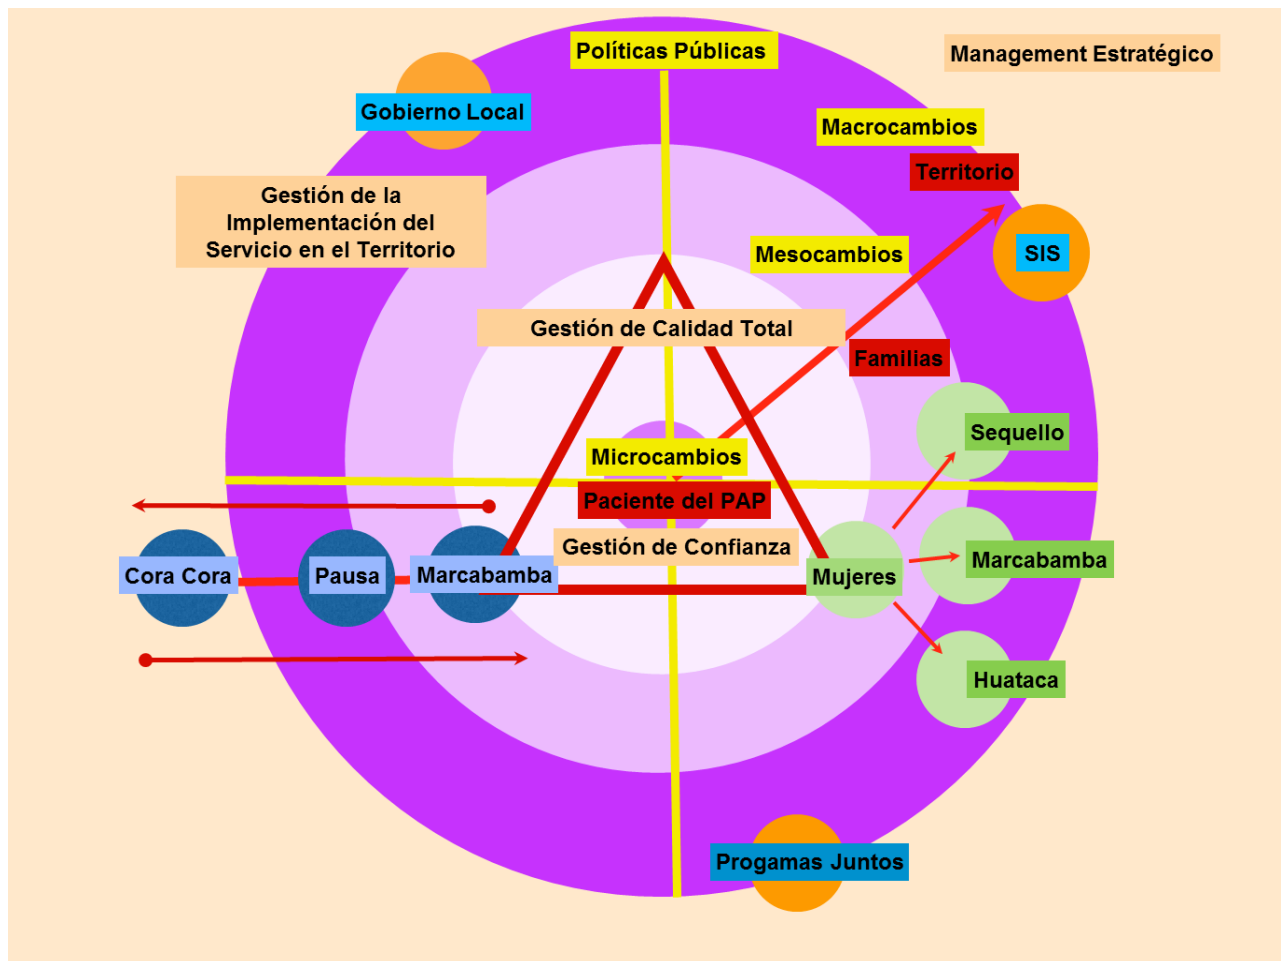 Políticas Públicas
Management Estratégico
Gobierno Local
Macrocambios
Territorio
Gestión de la
Implementación del
Servicio en el Territorio
Mesocambios
SIS
Gestión de Calidad Total
Familias
Sequello
Microcambios
Paciente del PAP
Gestión de Confianza
Cora Cora
Pausa
Marcabamba
Mujeres
Marcabamba
Huataca
Progamas Juntos